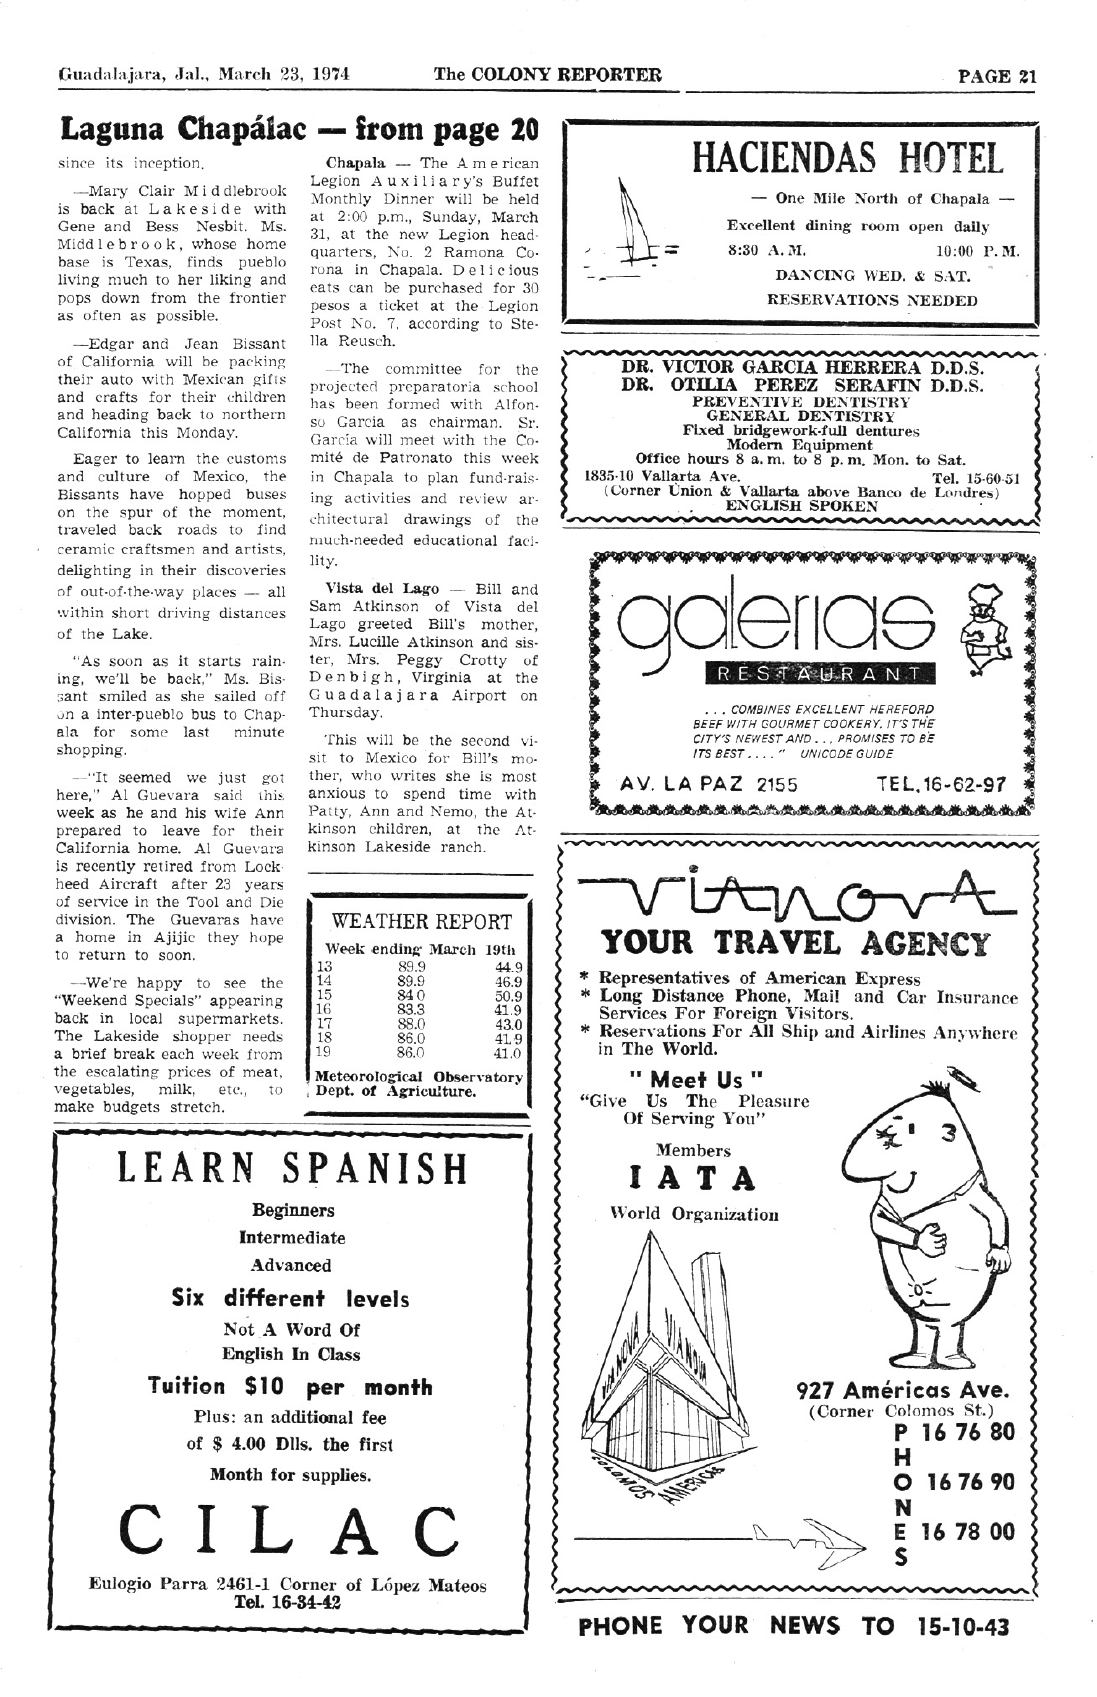 Guadalajara, Jal., March 23, 1974 The COLONY REPORTER PAGE 21
Laguna Chapálac — from page 20
since its inception.
—Mary Clair Middlebrook
is back at Lakeside with
Gene and Bess Nesbit. Ms.
Middlebrook, whose home
base is Texas, finds pueblo
living much to her liking and
pops down from the frontier
as often as possible.
—Edgar and Jean Bissant
of California will be packing
their auto with Mexican gifts
and crafts for their children
and heading back to northern
California this Monday.
Eager to learn the customs
and culture of Mexico, the
Bissants have hopped buses
on the spur of the moment,
traveled back roads to find
ceramic craftsmen and artists,
delighting in their discoveries
of out-of-the-way places — all
within short driving distances
of the Lake.
"As soon as it starts rain-
ing, we'll be back," Ms. Bis-
sant smiled as she sailed off
on a inter-pueblo bus to Chap-
ala for some last minute
shopping.
—"It seemed we just got
here," Al Guevara said this
week as he and his wife Ann
prepared to leave for their
California home. Al Guevara
is recently retired from Lock-
heed Aircraft after 23 years
of service in the Tool and Die
division. The Guevaras have
a home in Ajijic they hope
to return to soon.
—We're happy to see the
"Weekend Specials" appearing
back in local supermarkets.
The Lakeside shopper needs
a brief break each week from
the escalating prices of meat,
vegetables, milk, etc., to
make budgets stretch.
Chapala — The American
Legion Auxiliary's Buffet
Monthly Dinner will be held
at 2:00 p.m., Sunday, March
31, at the new Legion head-
quarters, No. 2 Ramona Co-
rona in Chapala. Delicious
eats can be purchased for 30
pesos a ticket at the Legion
Post No. 7, according to Ste-
lla Reusch.
—The committee for the
projected preparatoria school
has been formed with Alfon-
so García as chairman. Sr.
García will meet with the Co-
mité de Patronato this week
in Chapala to plan fund-rais-
ing activities and review ar-
chitectural drawings of the
much-needed educational faci-
lity.
Vista del Lago — Bill and
Sam Atkinson of Vista del
Lago greeted Bill's mother,
Mrs. Lucille Atkinson and sis-
ter, Mrs. Peggy Crotty of
Denbigh, Virginia at the
Guadalajara Airport on
Thursday.
This will be the second vi-
sit to Mexico for Bill's mo-
ther, who writes she is most
anxious to spend time with
Patty, Ann and Nemo, the At-
kinson children, at the At-
kinson Lakeside ranch.
WEATHER REPORT
Week ending March 19th
13 89.9 44.9
14 89.9 46.9
15 84 0 50.9
16 83.3 41.9
17 88.0 43.0
18 86.0 41.9
19 86.0 41.0
Meteorological Observatory
Dept. of Agriculture.
LEARN SPANISH
Beginners
Intermediate
Advanced
Six different levels
Not A Word Of
English In Class
Tuition $10 per month
Plus: an additional fee
of $ 4.00 Dlls. the first
Month for supplies.
CILAC
Eulogio Parra 2461-1 Corner of López Mateos
Tel. 16-34-42
HACIENDAS HOTEL
— One Mile North of Chapala —
Excellent dining room open daily
8:30 A.M. 10:00 P.M.
DANCING WED. & SAT.
RESERVATIONS NEEDED
DR. VICTOR GARCIA HERRERA D.D.S.
DR. OTILIA PEREZ SERAFIN D.D.S.
PREVENTIVE DENTISTRY
GENERAL DENTISTRY
Fixed bridgework-full dentures
Modern Equipment
Office hours 8 a.m. to 8 p.m. Mon. to Sat.
1835-10 Vallarta Ave. Tel. 15-60-51
(Corner Union & Vallarta above Banco de Londres)
ENGLISH SPOKEN
galerias
RESTAURANT
. . . COMBINES EXCELLENT HEREFORD
BEEF WITH GOURMET COOKERY. IT'S THE
CITY'S NEWEST AND . . , PROMISES TO BE
ITS BEST . . . . " UNICODE GUIDE
AV. LA PAZ 2155 TEL.16-62-97
VIANOVA
YOUR TRAVEL AGENCY
* Representatives of American Express
* Long Distance Phone, Mail and Car Insurance
Services For Foreign Visitors.
* Reservations For All Ship and Airlines Anywhere
in The World.
" Meet Us "
"Give Us The Pleasure
Of Serving You"
Members
IATA
World Organization
VIA NOVA VIA NOVA
COLOMOS AMERICAS
927 Américas Ave.
(Corner Colomos St.)
PHONES
16 76 80
16 76 90
16 78 00
PHONE YOUR NEWS TO 15-10-43